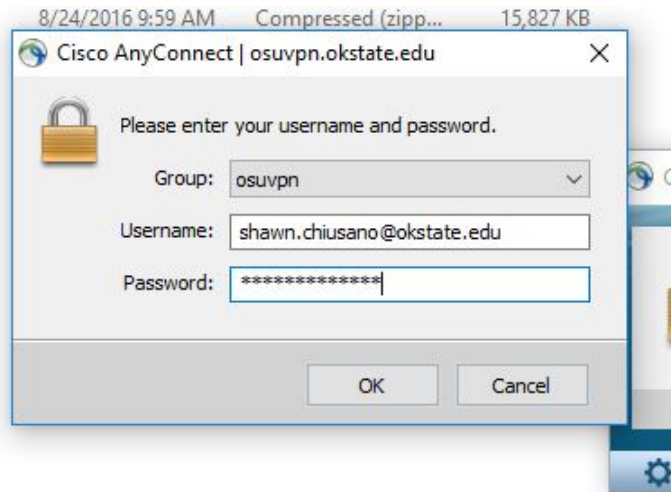 8/24/2016 9:59 AM Compressed (zipp... 15,827 KB
Cisco AnyConnect | osuvpn.okstate.edu
Please enter your username and password.
Group: osuvpn
Username: shawn.chiusano@okstate.edu
Password: *************
OK Cancel